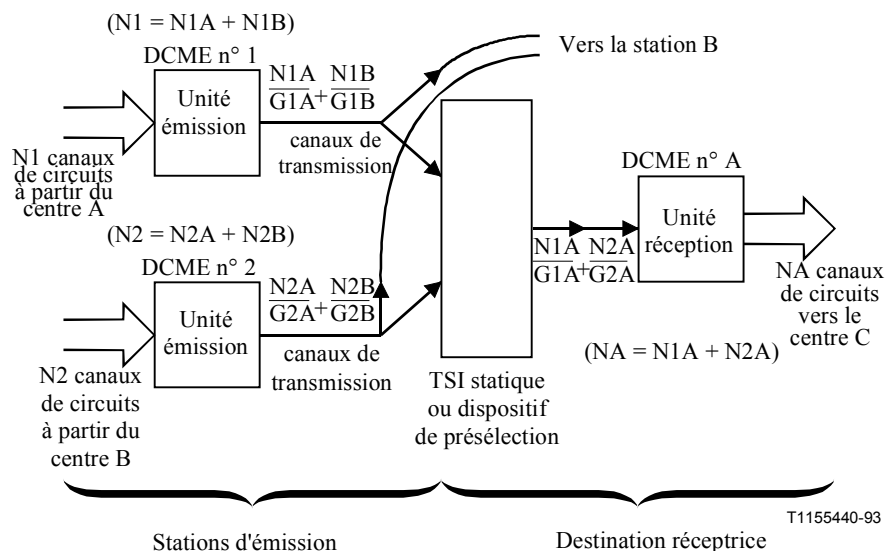 (N1 = N1A + N1B)
DCME n° 1
Unité
émission
N1A/G1A + N1B/G1B
canaux de
transmission
Vers la station B
N1 canaux
de circuits
à partir du
centre A
(N2 = N2A + N2B)
DCME n° 2
Unité
émission
N2A/G2A + N2B/G2B
canaux de
transmission
N2 canaux
de circuits
à partir du
centre B
TSI statique
ou dispositif
de présélection
DCME n° A
Unité
réception
N1A/G1A + N2A/G2A
NA canaux
de circuits
vers le
centre C
(NA = N1A + N2A)
T1155440-93
Stations d'émission
Destination réceptrice